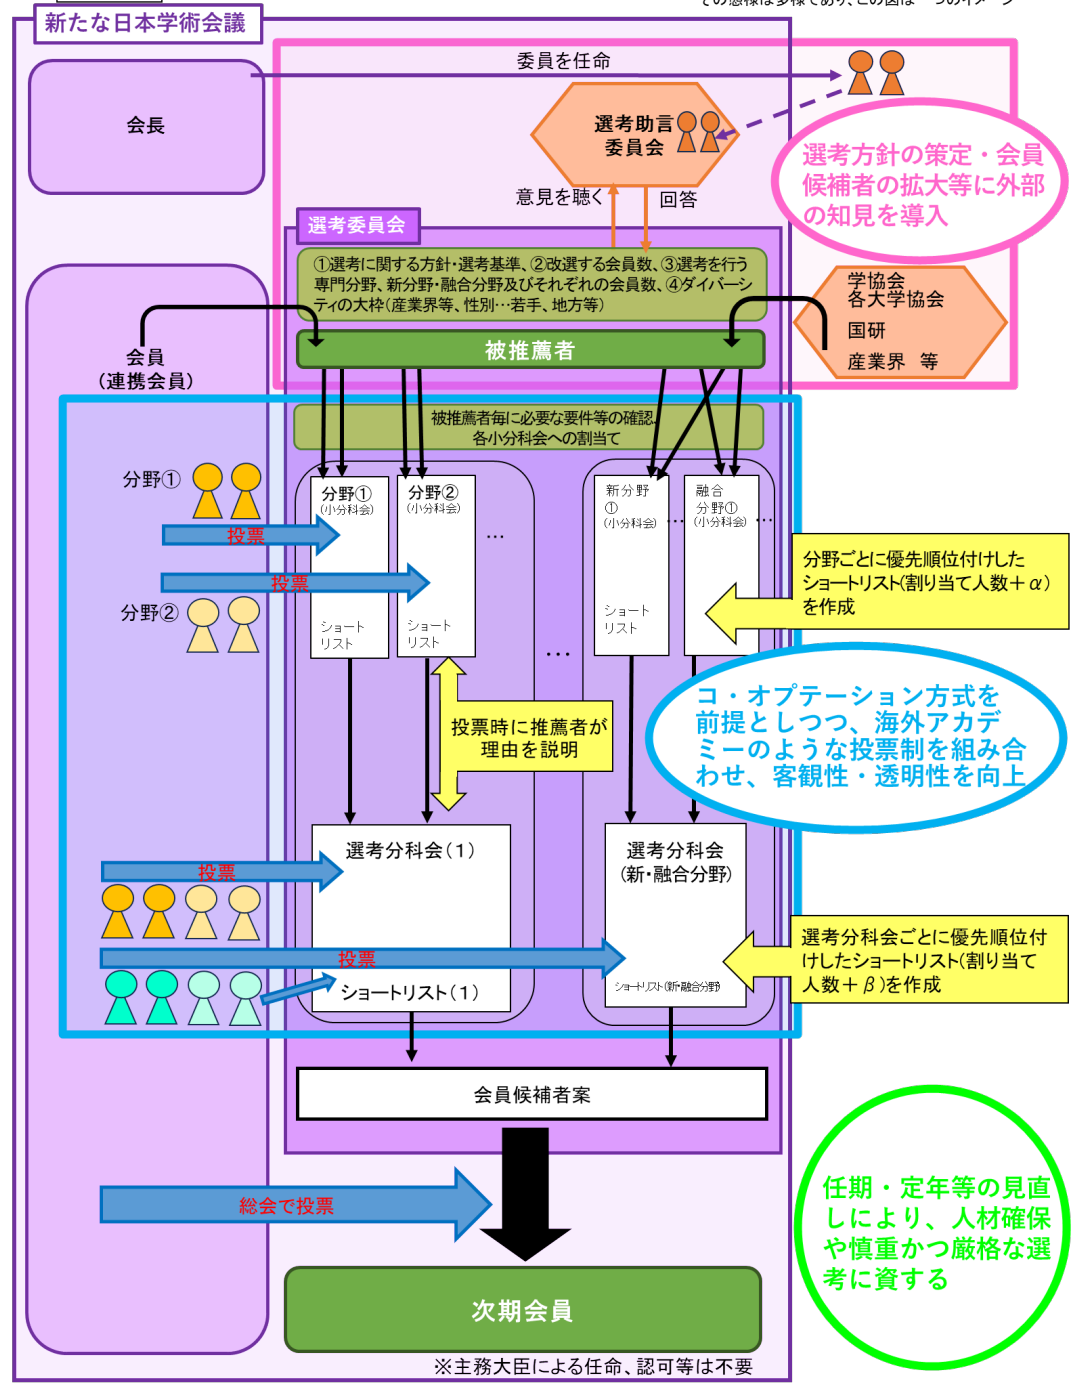 その態様は多様であり、この図は一つのイメージ
新たな日本学術会議
委員を任命
会長
選考助言
委員会
選考方針の策定・会員
候補者の拡大等に外部
の知見を導入
意見を聴く
回答
選考委員会
①選考に関する方針・選考基準、②改選する会員数、③選考を行う
専門分野、新分野・融合分野及びそれぞれの会員数、④ダイバーシ
ティの大枠(産業界等、性別…若手、地方等)
学協会
各大学協会
国研
産業界　等
被推薦者
会員
(連携会員)
被推薦者毎に必要な要件等の確認、
各小分科会への割当て
分野①
分野①
(小分科会)
分野②
(小分科会)
…
新分野
①
(小分科会)
…
融合
分野①
(小分科会)
…
投票
投票
分野②
ショート
リスト
ショート
リスト
ショート
リスト
…
分野ごとに優先順位付けした
ショートリスト(割り当て人数＋α)
を作成
コ・オプテーション方式を
前提としつつ、海外アカデ
ミーのような投票制を組み合
わせ、客観性・透明性を向上
投票時に推薦者が
理由を説明
選考分科会(１)
選考分科会
(新・融合分野)
投票
投票
ショートリスト(１)
ショートリスト(新・融合分野)
選考分科会ごとに優先順位付
けしたショートリスト(割り当て
人数＋β)を作成
会員候補者案
総会で投票
任期・定年等の見直
しにより、人材確保
や慎重かつ厳格な選
考に資する
次期会員
※主務大臣による任命、認可等は不要